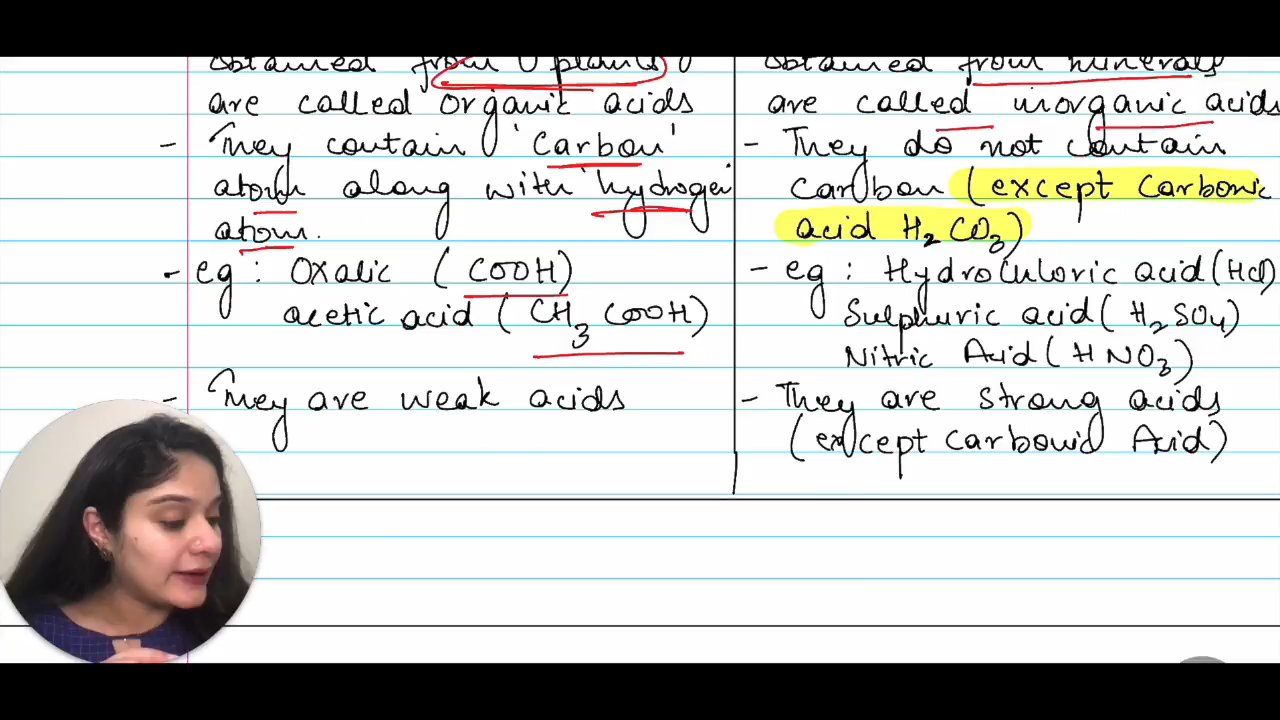 obtained from plants
are called organic acids
- They contain 'Carbon'
atom along with 'hydrogen
atom.
- eg: Oxalic (COOH)
acetic acid (CH3COOH)
- They are weak acids
obtained from minerals
are called inorganic acids
- They do not contain
carbon (except Carbonic
acid H2CO3)
- eg: Hydrochloric acid (HCl)
Sulphuric acid (H2SO4)
Nitric Acid (HNO3)
- They are strong acids
(except Carbonic Acid)